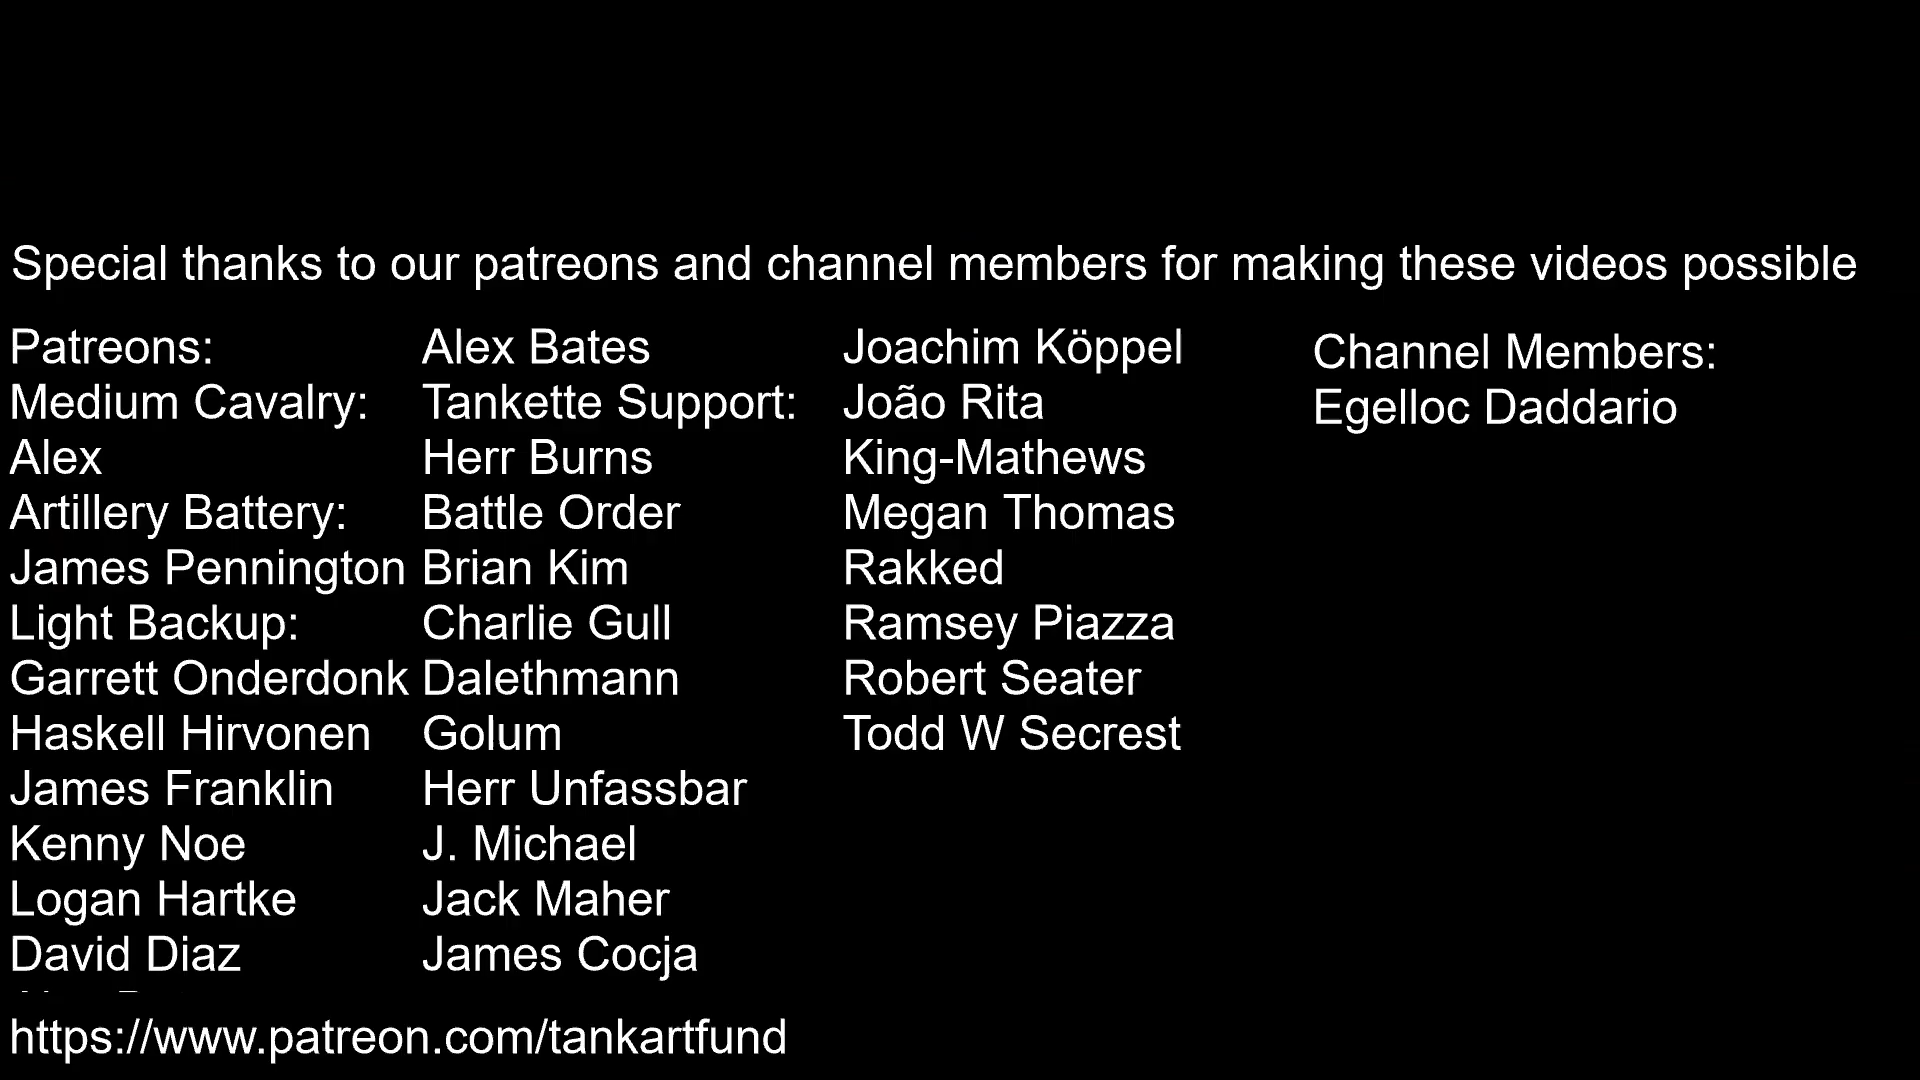 Special thanks to our patreons and channel members for making these videos possible
Patreons:
Medium Cavalry:
Alex
Artillery Battery:
James Pennington
Light Backup:
Garrett Onderdonk
Haskell Hirvonen
James Franklin
Kenny Noe
Logan Hartke
David Diaz
Alex Bates
Tankette Support:
Herr Burns
Battle Order
Brian Kim
Charlie Gull
Dalethmann
Golum
Herr Unfassbar
J. Michael
Jack Maher
James Cocja
Joachim Köppel
João Rita
King-Mathews
Megan Thomas
Rakked
Ramsey Piazza
Robert Seater
Todd W Secrest
Channel Members:
Egelloc Daddario
https://www.patreon.com/tankartfund